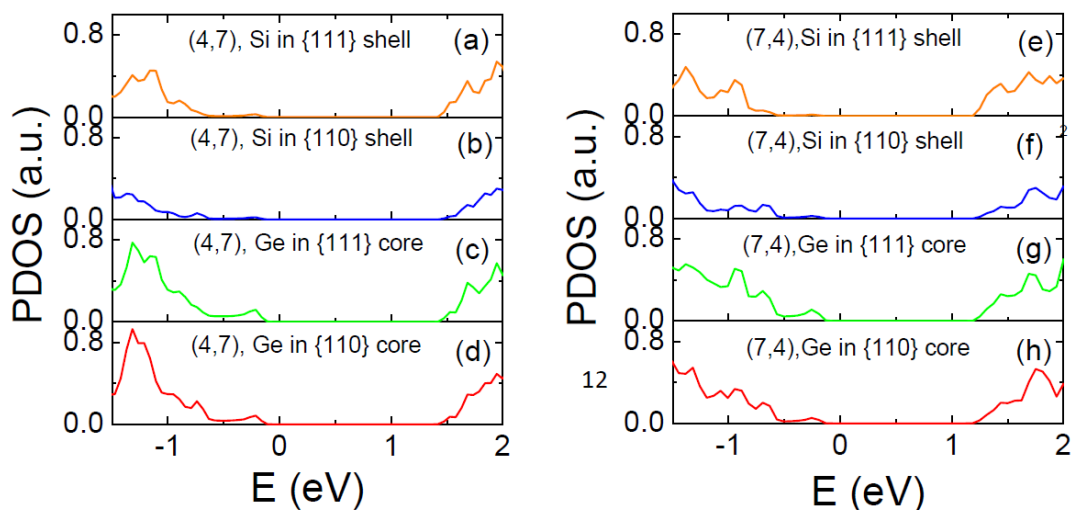 PDOS (a.u.)
0.8
(4,7), Si in {111} shell
(a)
0.0
0.8
(4,7), Si in {110} shell
(b)
0.0
0.8
(4,7), Ge in {111} core
(c)
0.0
0.8
(4,7), Ge in {110} core
(d)
0.0
-1
0
1
2
E (eV)
PDOS (a.u.)
0.8
(7,4),Si in {111} shell
(e)
0.0
0.8
(7,4),Si in {110} shell
(f)
2
0.0
0.8
(7,4),Ge in {111} core
(g)
0.0
0.8
(7,4),Ge in {110} core
(h)
12
0.0
-1
0
1
2
E (eV)